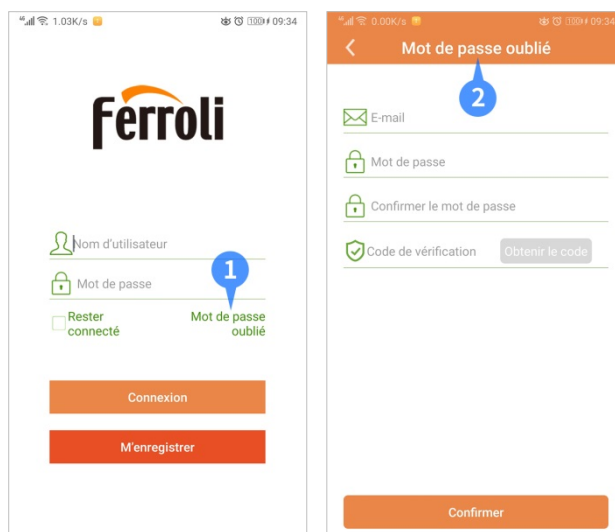 1.03K/s
100
09:34
Ferroli
Nom d'utilisateur
1
Mot de passe
Rester
connecté
Mot de passe
oublié
Connexion
M'enregistrer
0.00K/s
100
09:34
Mot de passe oublié
2
E-mail
Mot de passe
Confirmer le mot de passe
Code de vérification
Obtenir le code
Confirmer